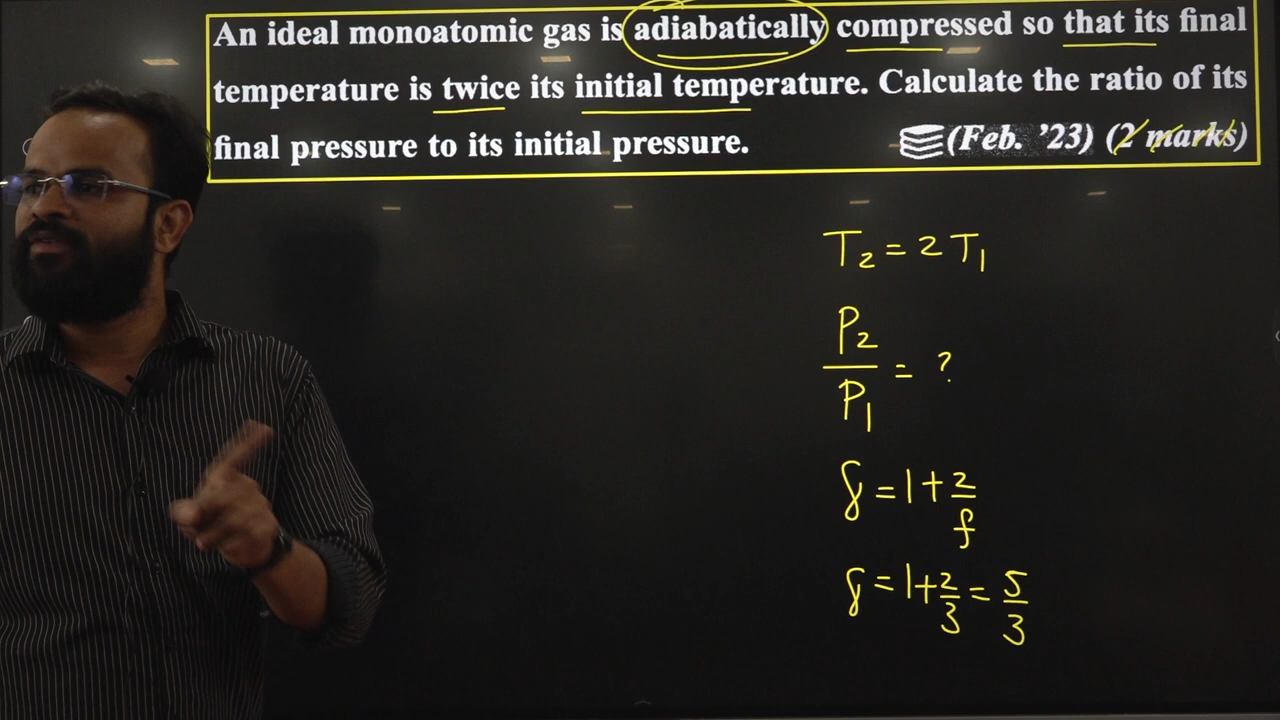 An ideal monoatomic gas is adiabatically compressed so that its final
temperature is twice its initial temperature. Calculate the ratio of its
final pressure to its initial pressure. (Feb. ’23) (2 marks)
T₂ = 2 T₁
P₂/P₁ = ?
γ = 1 + 2/f
γ = 1 + 2/3 = 5/3